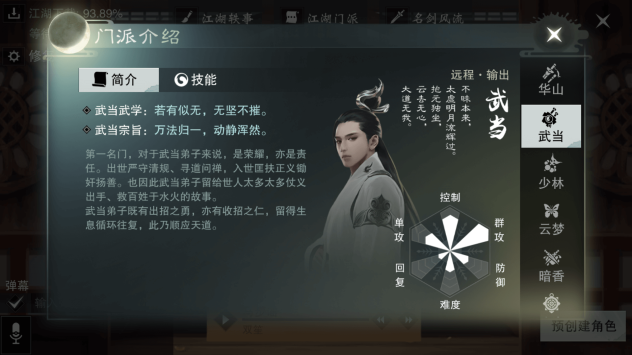 江湖
93.89%
江湖轶事
江湖门派
名剑风流
门派介绍
简介
技能
武当武学：若有似无，无坚不摧。
武当宗旨：万法归一，动静浑然。
第一名门，对于武当弟子来说，是荣耀，亦是责
任。出世严守清规、寻道问禅，入世匡扶正义锄
奸扬善。也因此武当弟子留给世人太多太多仗义
出手、救百姓于水火的故事。
武当弟子既有出招之勇，亦有收招之仁，留得生
息循环往复，此乃顺应天道。
远程·输出
武当
不昧本来，
太虚明月流辉过。
抱元独坐，
云去无心，
大道无我。
控制
单攻
群攻
回复
防御
难度
华山
武当
少林
云梦
暗香
弹幕
预创建角色